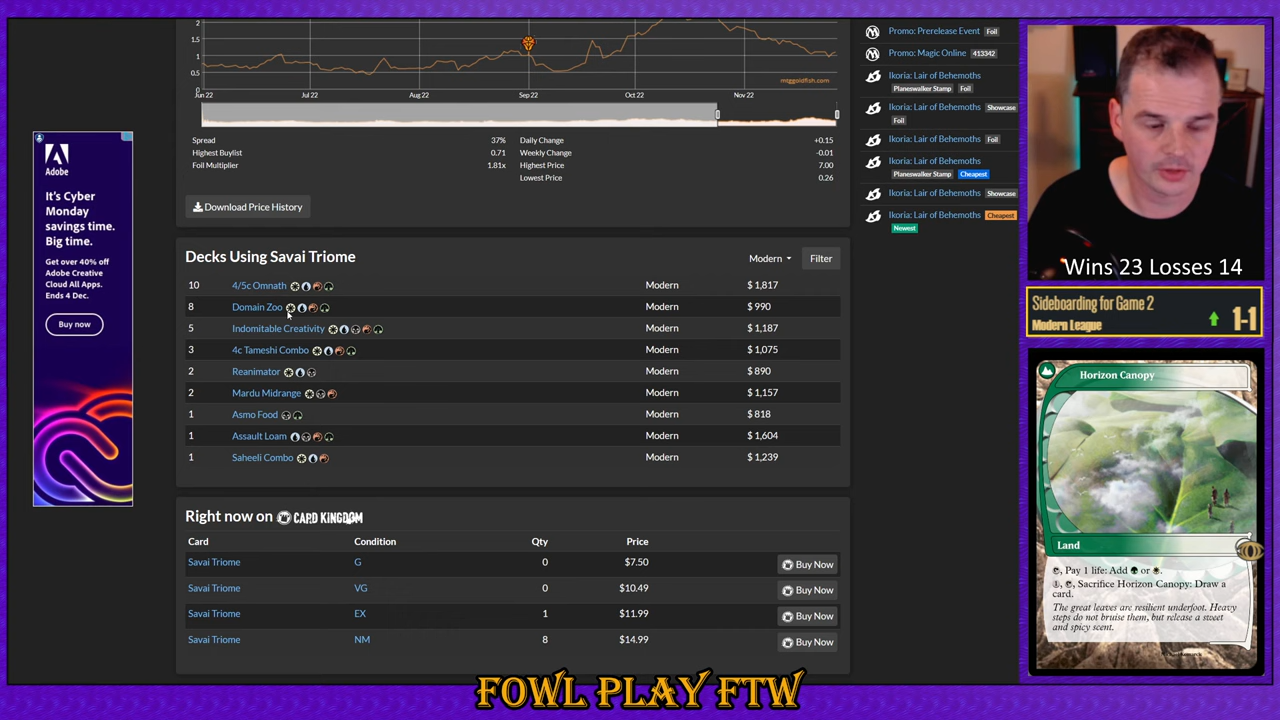 2
1.5
1
0.5
0
mtggoldfish.com
Jun 22 Jul 22 Aug 22 Sep 22 Oct 22 Nov 22
Spread 37% Daily Change +0.15
Highest Buylist 0.71 Weekly Change -0.01
Foil Multiplier 1.81x Highest Price 7.00
Lowest Price 0.26
Download Price History
Decks Using Savai Triome Modern Filter
10 4/5c Omnath Modern $ 1,817
8 Domain Zoo Modern $ 990
5 Indomitable Creativity Modern $ 1,187
3 4c Tameshi Combo Modern $ 1,075
2 Reanimator Modern $ 890
2 Mardu Midrange Modern $ 1,157
1 Asmo Food Modern $ 818
1 Assault Loam Modern $ 1,604
1 Saheeli Combo Modern $ 1,239
Right now on CARD KINGDOM
Card Condition Qty Price
Savai Triome G 0 $7.50 Buy Now
Savai Triome VG 0 $10.49 Buy Now
Savai Triome EX 1 $11.99 Buy Now
Savai Triome NM 8 $14.99 Buy Now
Adobe
It's Cyber
Monday
savings time.
Big time.
Get over 40% off
Adobe Creative
Cloud All Apps.
Ends 4 Dec.
Buy now
Promo: Prerelease Event Foil
Promo: Magic Online 413342
Ikoria: Lair of Behemoths
Planeswalker Stamp Foil
Ikoria: Lair of Behemoths Showcase
Foil
Ikoria: Lair of Behemoths Foil
Ikoria: Lair of Behemoths
Planeswalker Stamp Cheapest
Ikoria: Lair of Behemoths Showcase
Ikoria: Lair of Behemoths Cheapest
Newest
Wins 23 Losses 14
Sideboarding for Game 2
Modern League
1-1
Horizon Canopy
Land
, Pay 1 life: Add or .
, , Sacrifice Horizon Canopy: Draw a
card.
The great leaves are resilient underfoot. Heavy
steps do not bruise them, but release a sweet
and spicy scent.
FOWL PLAY FTW